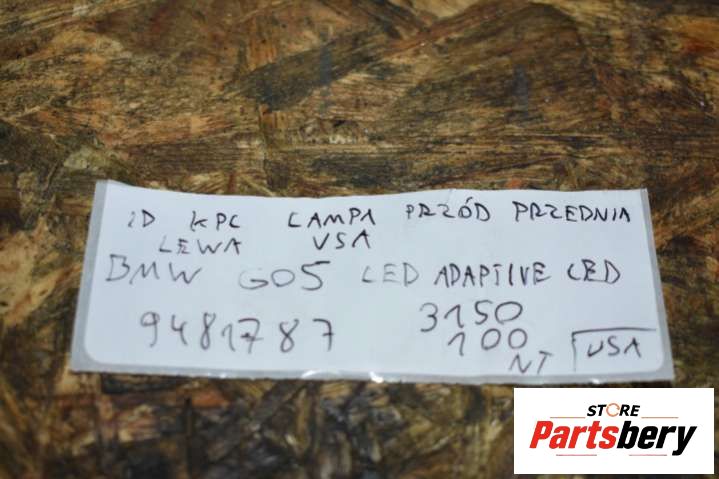 ID KPL LAMPA PRZÓD PRZEDNIA
LEWA USA
BMW G05 LED ADAPTIVE LED
9481787 3150
100
NT USA
STORE
Partsbery